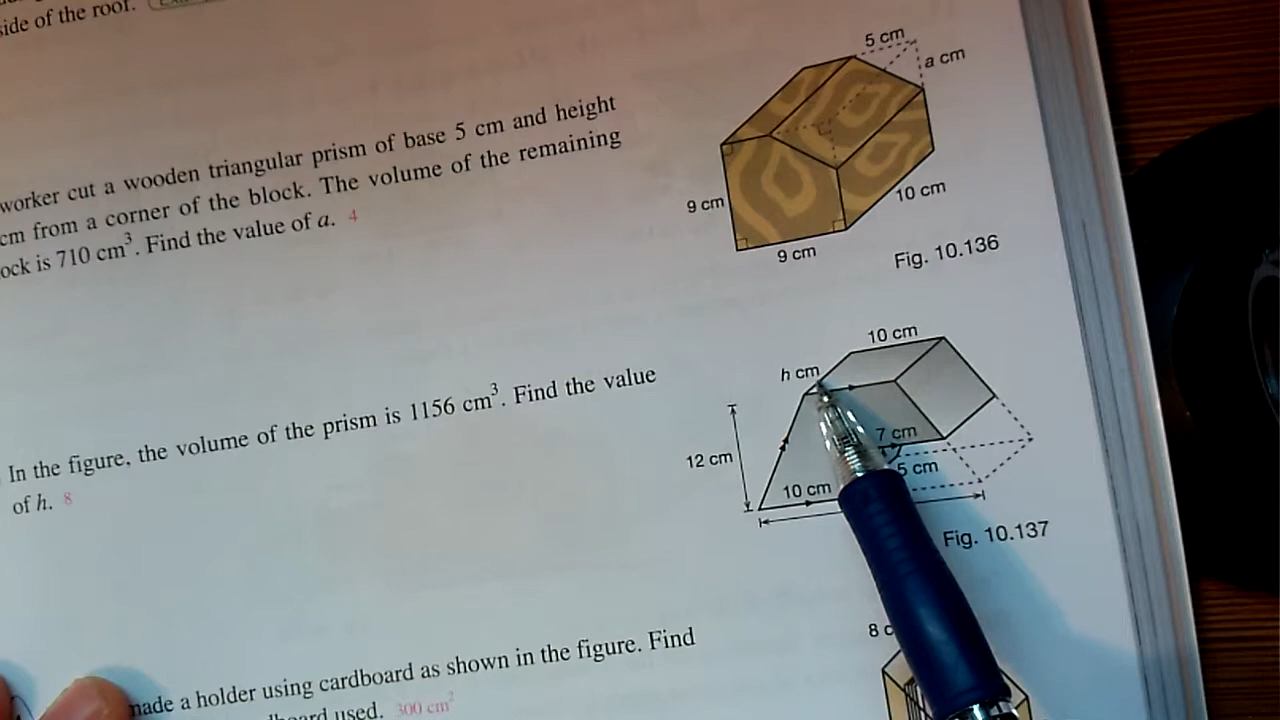 side of the roof.
worker cut a wooden triangular prism of base 5 cm and height
cm from a corner of the block. The volume of the remaining
ock is 710 cm³. Find the value of a. 4
5 cm
a cm
9 cm
10 cm
9 cm
Fig. 10.136
In the figure, the volume of the prism is 1156 cm³. Find the value
of h. 8
10 cm
h cm
12 cm
7 cm
5 cm
10 cm
Fig. 10.137
made a holder using cardboard as shown in the figure. Find
board used. 300 cm²
8 c